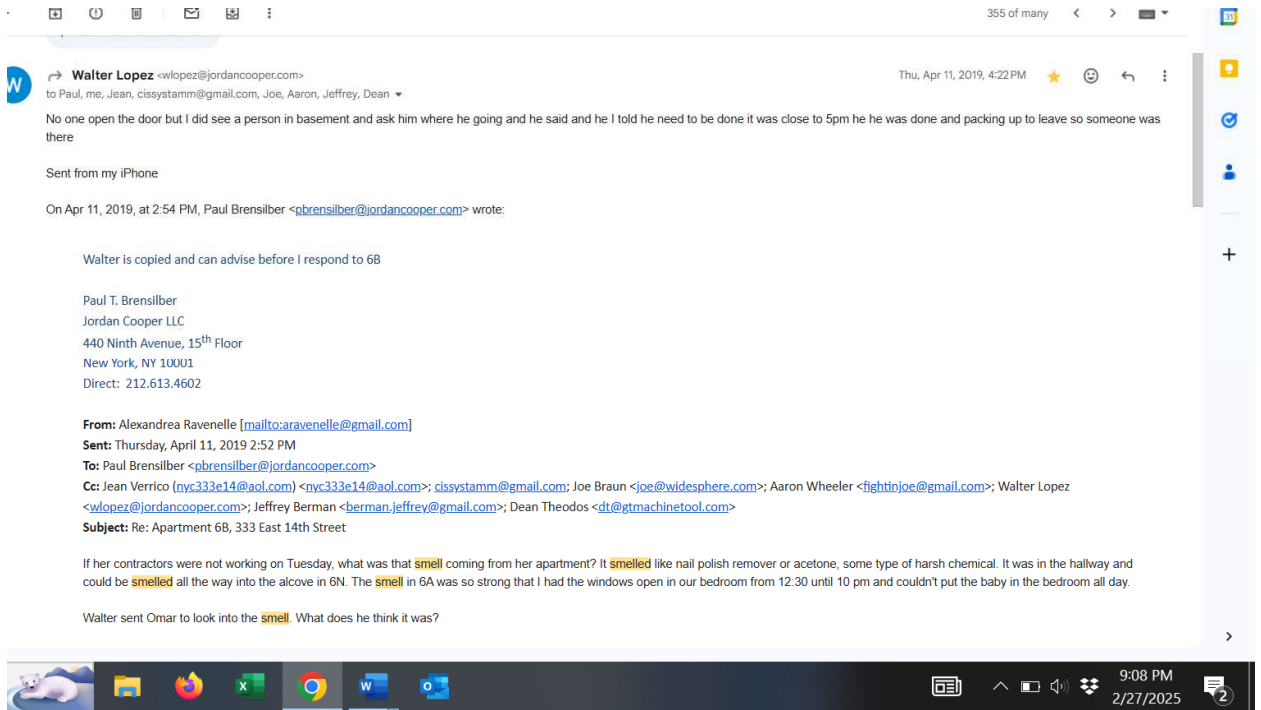 355 of many
31
W
Walter Lopez <wlopez@jordancooper.com>
Thu, Apr 11, 2019, 4:22 PM
to Paul, me, Jean, cissystamm@gmail.com, Joe, Aaron, Jeffrey, Dean
No one open the door but I did see a person in basement and ask him where he going and he said and he I told he need to be done it was close to 5pm he he was done and packing up to leave so someone was
there
Sent from my iPhone
On Apr 11, 2019, at 2:54 PM, Paul Brensilber <pbrensilber@jordancooper.com> wrote:
Walter is copied and can advise before I respond to 6B
Paul T. Brensilber
Jordan Cooper LLC
440 Ninth Avenue, 15th Floor
New York, NY 10001
Direct: 212.613.4602
From: Alexandrea Ravenelle [mailto:aravenelle@gmail.com]
Sent: Thursday, April 11, 2019 2:52 PM
To: Paul Brensilber <pbrensilber@jordancooper.com>
Cc: Jean Verrico (nyc333e14@aol.com) <nyc333e14@aol.com>; cissystamm@gmail.com; Joe Braun <joe@widesphere.com>; Aaron Wheeler <fightinjoe@gmail.com>; Walter Lopez
<wlopez@jordancooper.com>; Jeffrey Berman <berman.jeffrey@gmail.com>; Dean Theodos <dt@gtmachinetool.com>
Subject: Re: Apartment 6B, 333 East 14th Street
If her contractors were not working on Tuesday, what was that smell coming from her apartment? It smelled like nail polish remover or acetone, some type of harsh chemical. It was in the hallway and
could be smelled all the way into the alcove in 6N. The smell in 6A was so strong that I had the windows open in our bedroom from 12:30 until 10 pm and couldn't put the baby in the bedroom all day.
Walter sent Omar to look into the smell. What does he think it was?
9:08 PM
2/27/2025
2